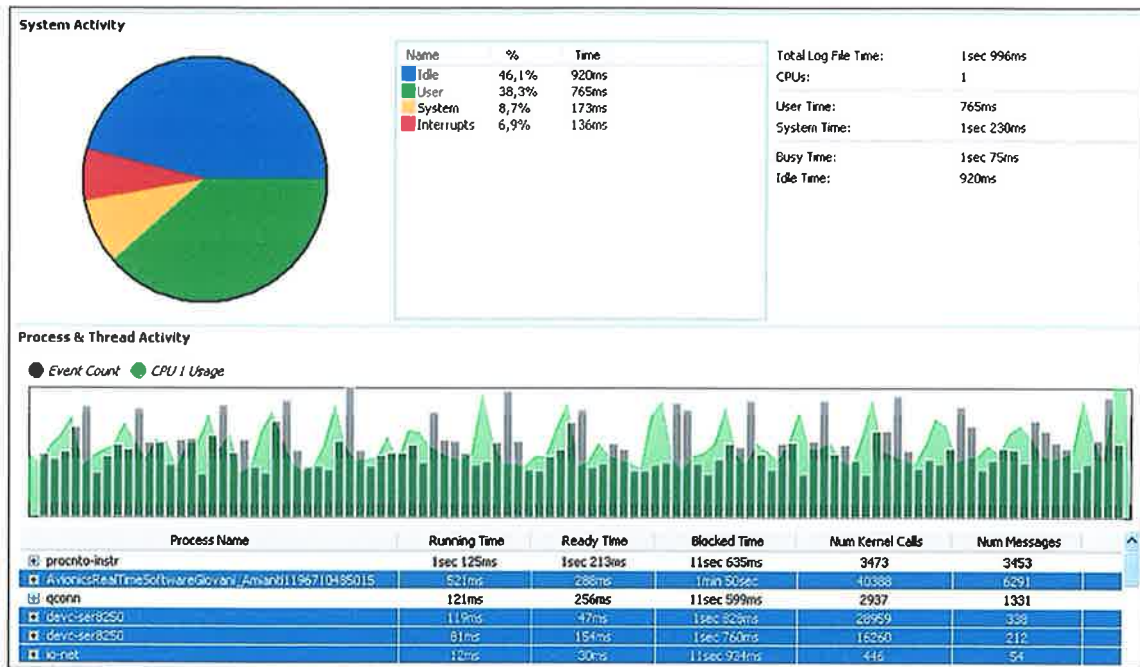 System Activity
Name % Time
Idle 46,1% 920ms
User 38,3% 765ms
System 8,7% 173ms
Interrupts 6,9% 136ms
Total Log File Time: 1sec 996ms
CPUs: 1
User Time: 765ms
System Time: 1sec 230ms
Busy Time: 1sec 75ms
Idle Time: 920ms
Process & Thread Activity
Event Count CPU 1 Usage
Process Name Running Time Ready Time Blocked Time Num Kernel Calls Num Messages
procnto-instr 1sec 125ms 1sec 213ms 11sec 635ms 3473 3453
AvionicsRealTimeSoftwareGiovani_Amianti1196710485015 521ms 288ms 1min 50sec 40388 6291
qconn 121ms 256ms 11sec 599ms 2937 1331
devc-ser8250 119ms 47ms 1sec 828ms 28959 338
devc-ser8250 81ms 154ms 1sec 760ms 16260 212
io-net 12ms 30ms 11sec 934ms 446 54